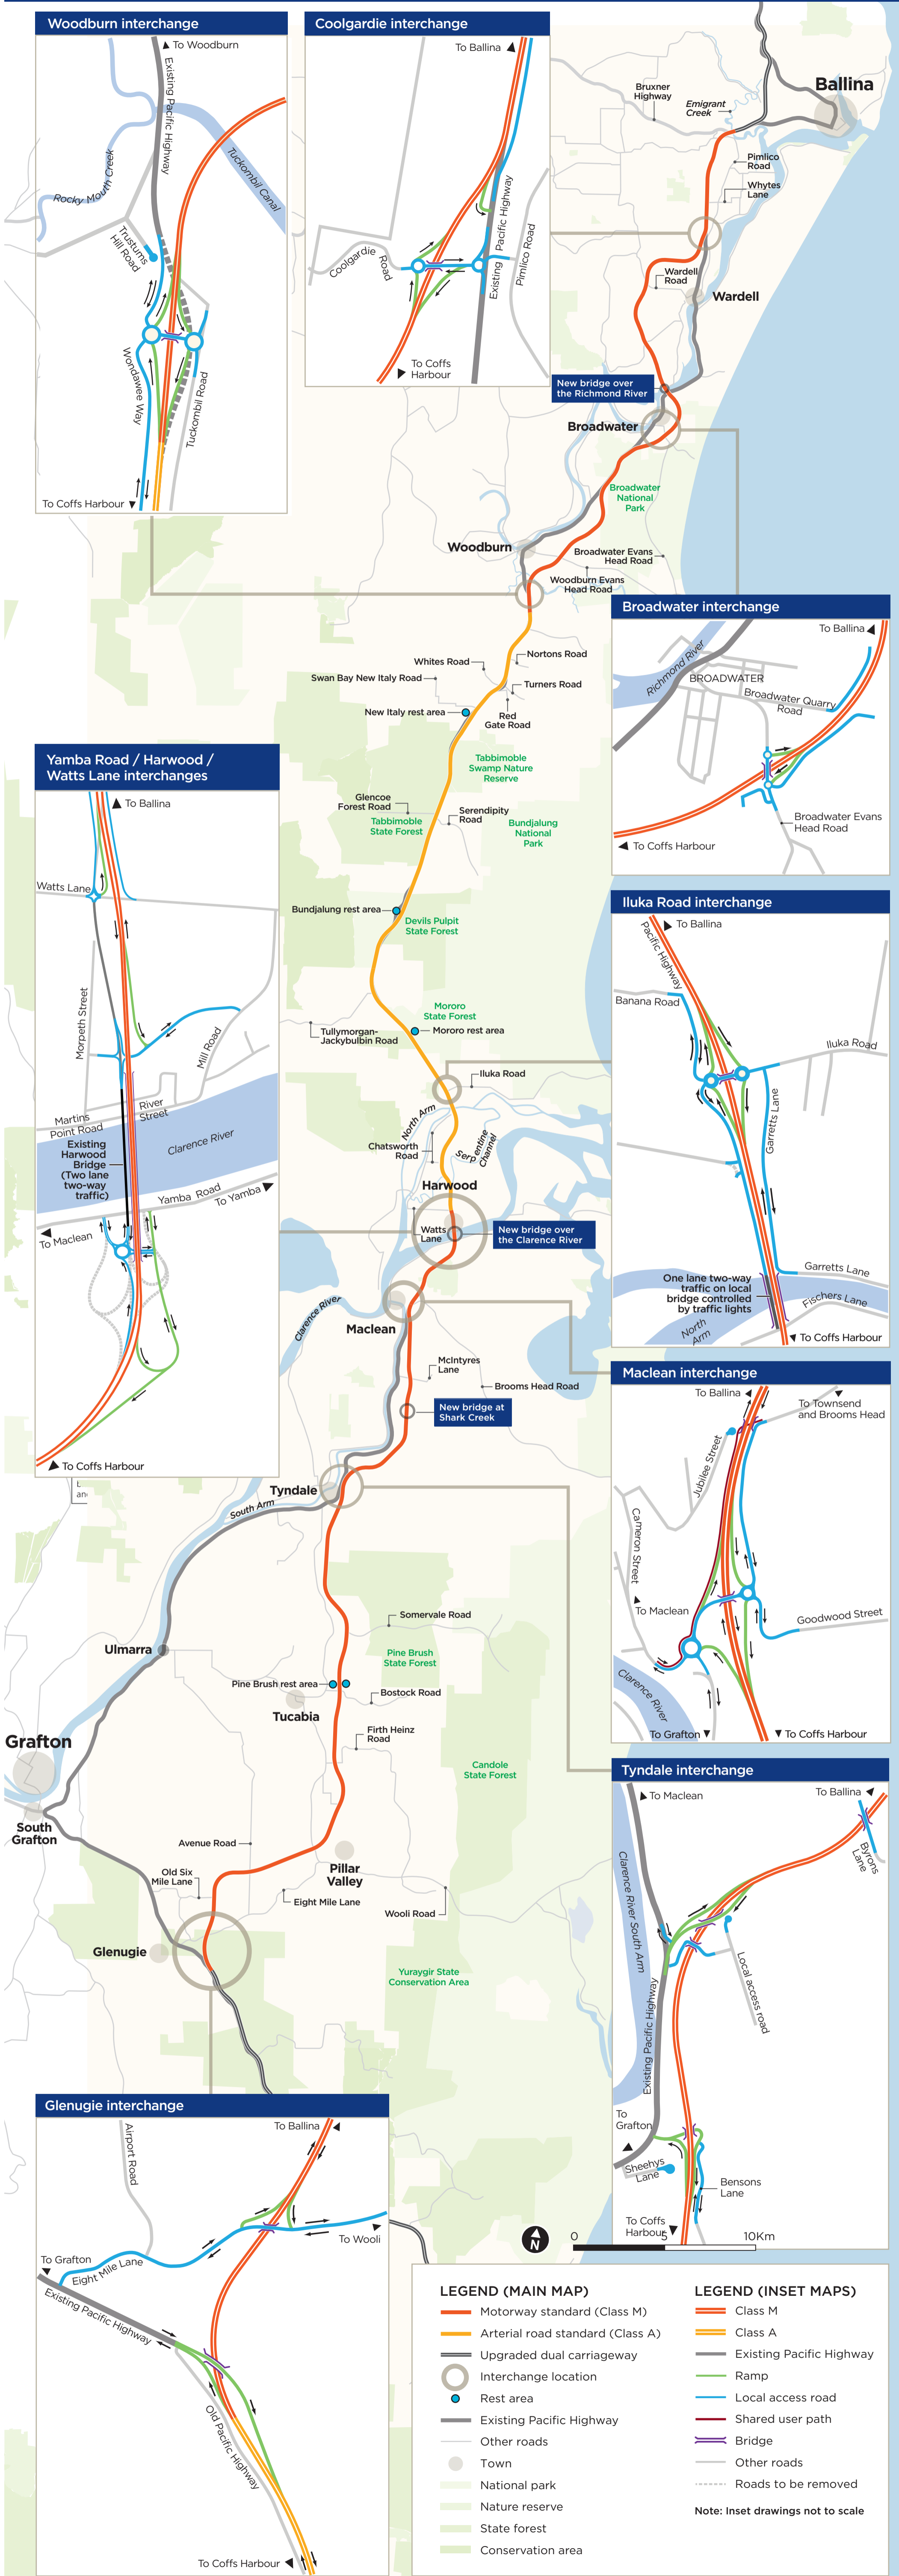 Woodburn interchange
To Woodburn
Existing Pacific Highway
Tuckombil Canal
Rocky Mouth Creek
Trustums
Hill Road
Wondawee Way
Tuckombil Road
To Coffs Harbour
Coolgardie interchange
To Ballina
Coolgardie
Road
Existing Pacific Highway
Pimlico Road
To Coffs
Harbour
Bruxner
Highway
Emigrant
Creek
Ballina
Pimlico
Road
Whytes
Lane
Wardell
Road
Wardell
New bridge over
the Richmond River
Broadwater
Broadwater
National
Park
Woodburn
Broadwater Evans
Head Road
Woodburn Evans
Head Road
Broadwater interchange
To Ballina
Richmond River
BROADWATER
Broadwater Quarry
Road
Broadwater Evans
Head Road
To Coffs Harbour
Nortons Road
Whites Road
Swan Bay New Italy Road
Turners Road
New Italy rest area
Red
Gate Road
Tabbimoble
Swamp Nature
Reserve
Glencoe
Forest Road
Tabbimoble
State Forest
Serendipity
Road
Bundjalung
National
Park
Bundjalung rest area
Devils Pulpit
State Forest
Mororo
State Forest
Tullymorgan-
Jackybulbin Road
Mororo rest area
Iluka Road
North Arm
Chatsworth
Road
Serpentine
Channel
Harwood
Watts
Lane
New bridge over
the Clarence River
Clarence River
Maclean
McIntyres
Lane
Brooms Head Road
New bridge at
Shark Creek
Tyndale
South Arm
Yamba Road / Harwood /
Watts Lane interchanges
To Ballina
Watts Lane
Morpeth Street
Mill Road
Martins
Point Road
River
Street
Existing
Harwood
Bridge
(Two lane
two-way
traffic)
Clarence River
Yamba Road
To Yamba
To Maclean
To Coffs Harbour
Iluka Road interchange
To Ballina
Pacific Highway
Banana Road
Iluka Road
Garretts Lane
One lane two-way
traffic on local
bridge controlled
by traffic lights
Garretts Lane
Fischers Lane
North
Arm
To Coffs Harbour
Maclean interchange
To Ballina
To Townsend
and Brooms Head
Jubilee Street
Cameron Street
To Maclean
Goodwood Street
Clarence River
To Grafton
To Coffs Harbour
Somervale Road
Ulmarra
Pine Brush
State Forest
Pine Brush rest area
Bostock Road
Tucabia
Firth Heinz
Road
Grafton
Candole
State Forest
South
Grafton
Avenue Road
Pillar
Valley
Old Six
Mile Lane
Eight Mile Lane
Wooli Road
Glenugie
Yuraygir State
Conservation Area
Tyndale interchange
To Maclean
To Ballina
Byrons
Lane
Clarence River South Arm
Local access road
Existing Pacific Highway
To
Grafton
Sheehys
Lane
Bensons
Lane
To Coffs
Harbour
Glenugie interchange
To Ballina
Airport Road
To Wooli
To Grafton
Eight Mile Lane
Existing Pacific Highway
Old Pacific Highway
To Coffs Harbour
N
0 5 10Km
LEGEND (MAIN MAP)
Motorway standard (Class M)
Arterial road standard (Class A)
Upgraded dual carriageway
Interchange location
Rest area
Existing Pacific Highway
Other roads
Town
National park
Nature reserve
State forest
Conservation area
LEGEND (INSET MAPS)
Class M
Class A
Existing Pacific Highway
Ramp
Local access road
Shared user path
Bridge
Other roads
Roads to be removed
Note: Inset drawings not to scale